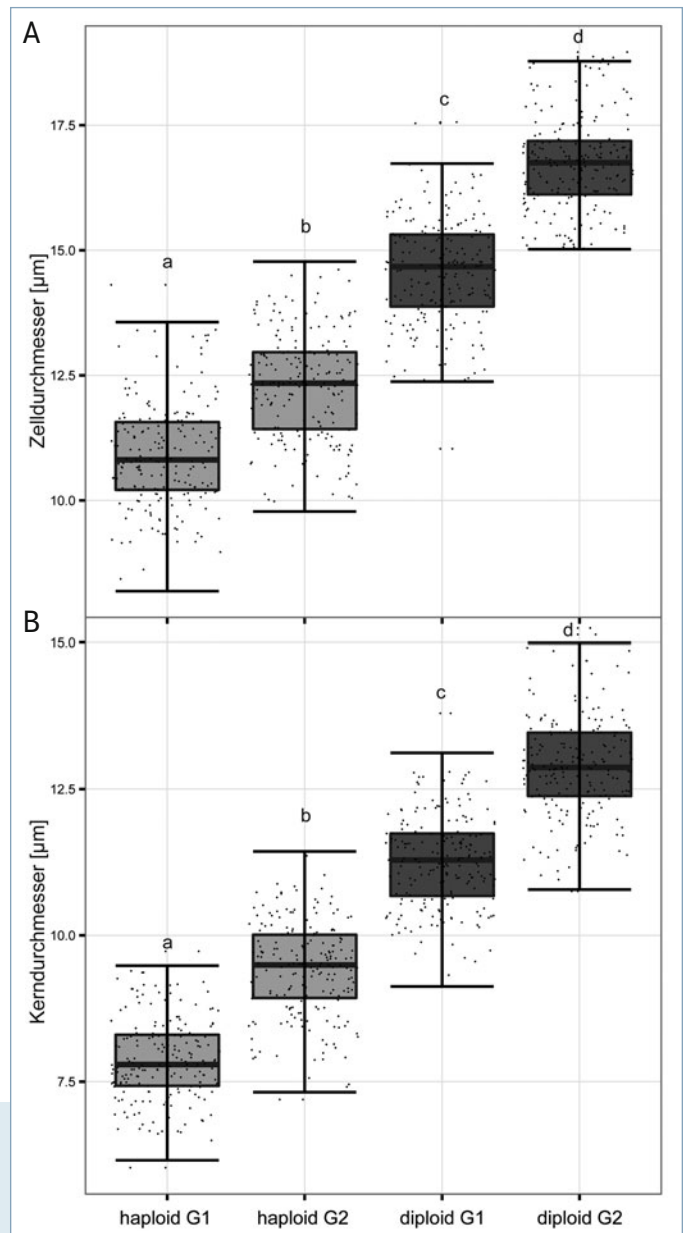 A
Zelldurchmesser [µm]
17.5
15.0
12.5
10.0
a
b
c
d
B
Kerndurchmesser [µm]
15.0
12.5
10.0
7.5
a
b
c
d
haploid G1
haploid G2
diploid G1
diploid G2